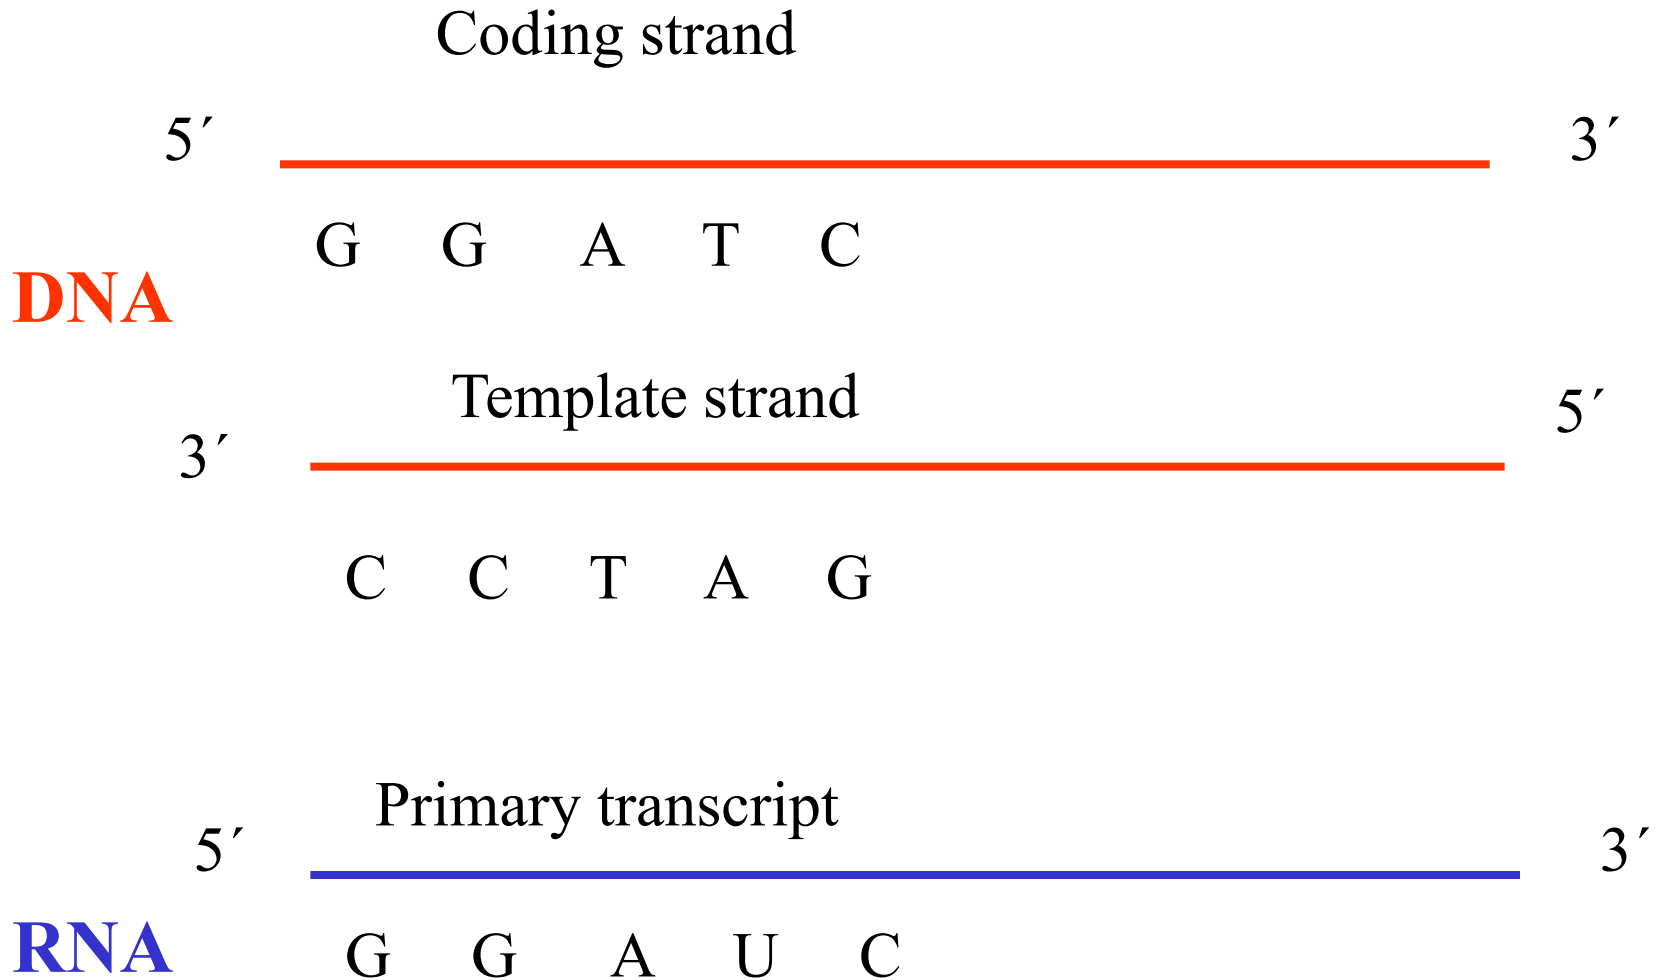 Coding strand
5´ 3´
G G A T C
DNA
Template strand
3´ 5´
C C T A G
Primary transcript
5´ 3´
RNA G G A U C